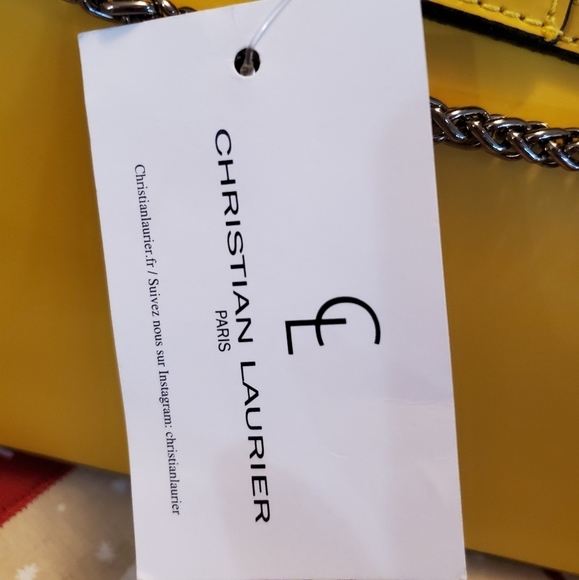 CL
CHRISTIAN LAURIER
PARIS
Christianlaurier.fr / Suivez nous sur Instagram: christianlaurier